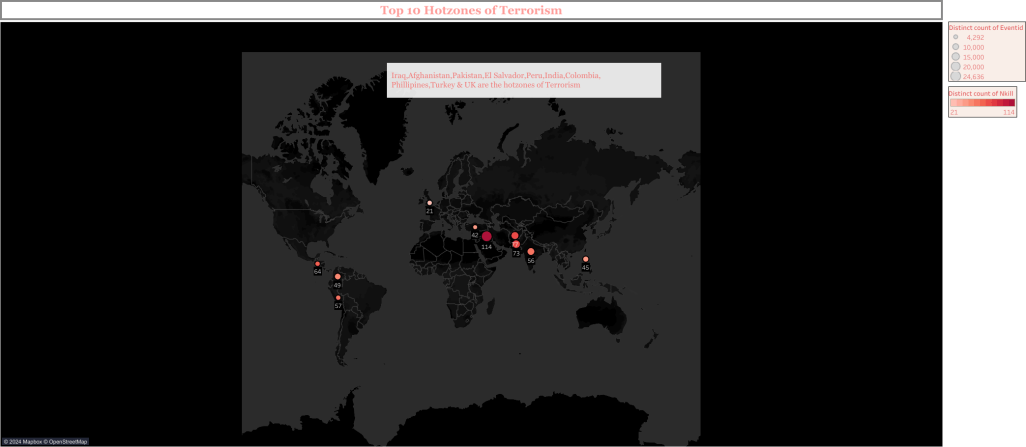 Top 10 Hotzones of Terrorism
Iraq,Afghanistan,Pakistan,El Salvador,Peru,India,Colombia,
Phillipines,Turkey & UK are the hotzones of Terrorism
Distinct count of Eventid
4,292
10,000
15,000
20,000
24,636
Distinct count of Nkill
21 114
21
42
114
73
56
45
64
49
57
© 2024 Mapbox © OpenStreetMap